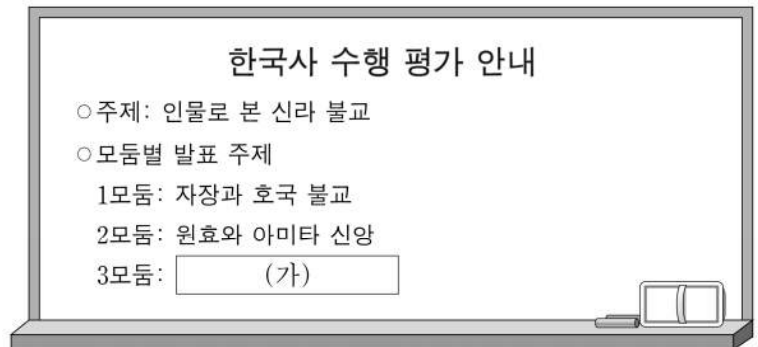 한국사 수행 평가 안내
○주제: 인물로 본 신라 불교
○모둠별 발표 주제
1모둠: 자장과 호국 불교
2모둠: 원효와 아미타 신앙
3모둠: (가)